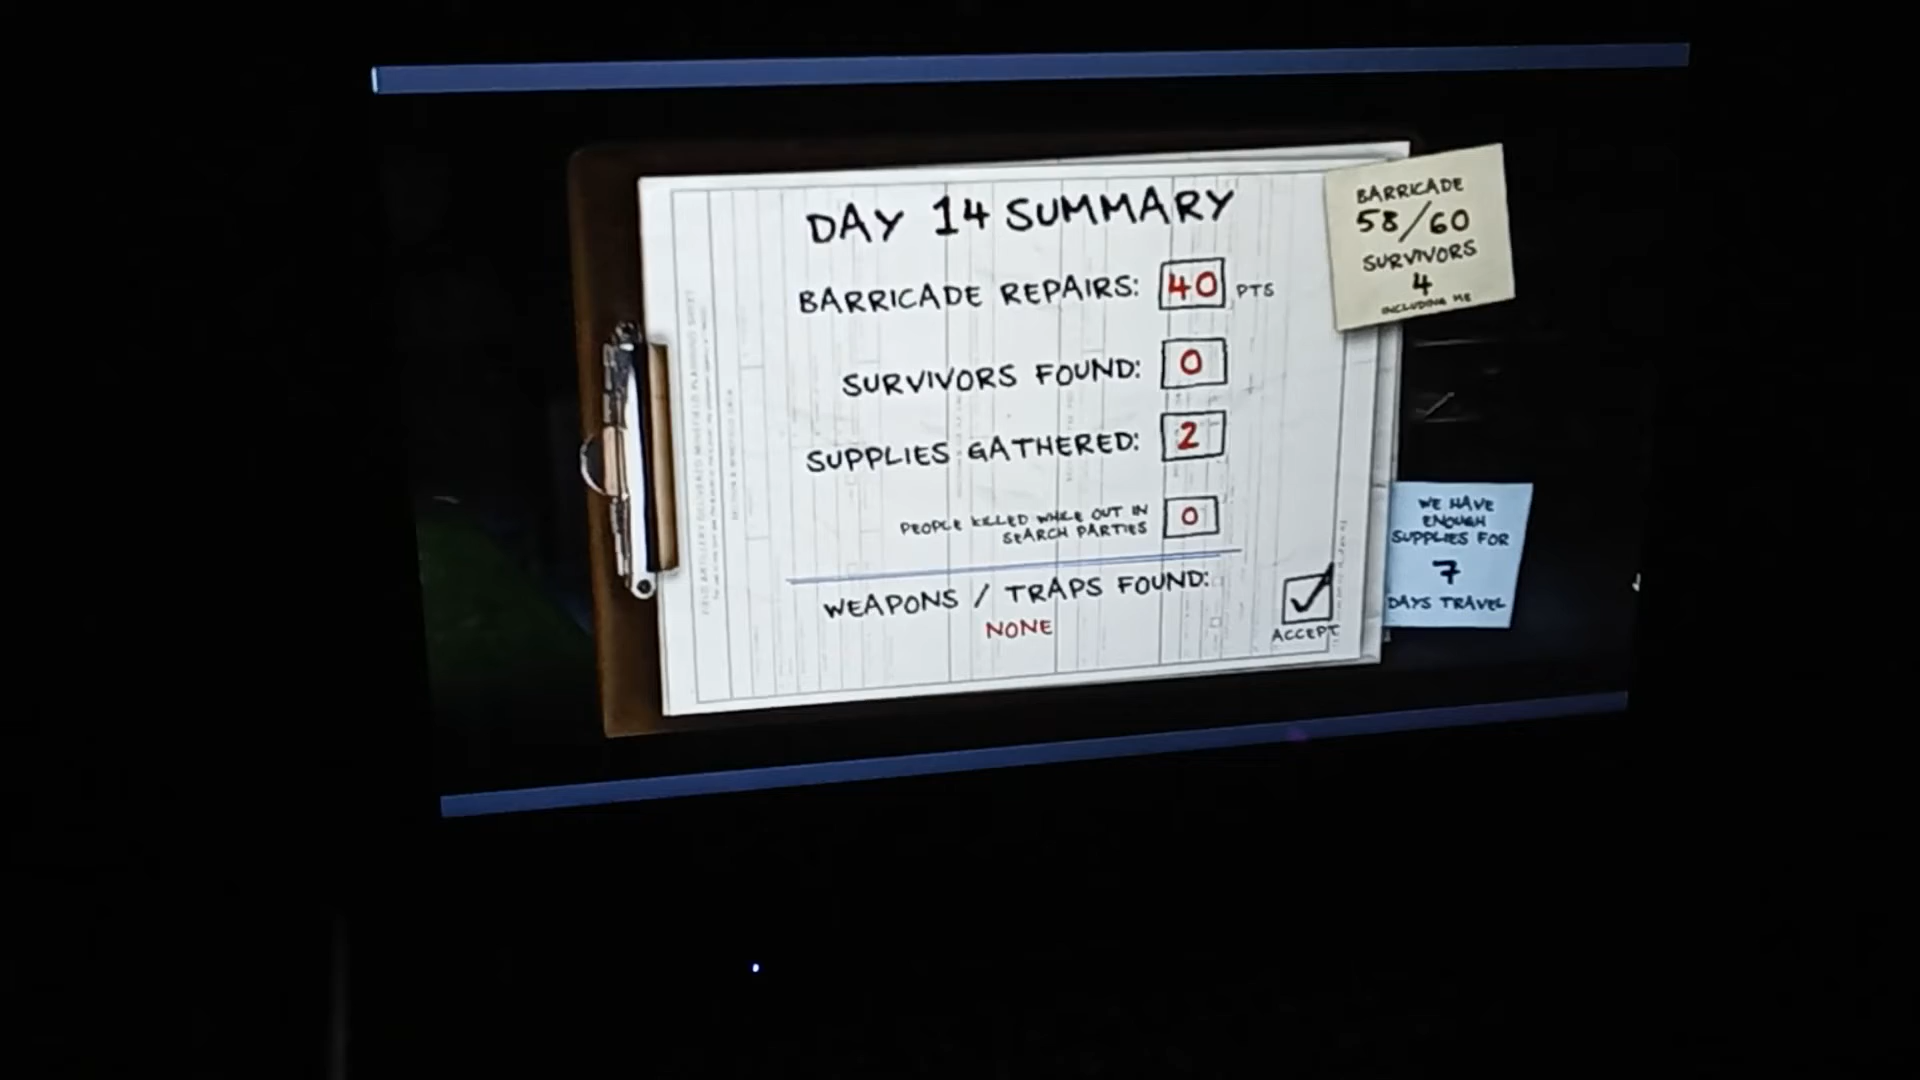 DAY 14 SUMMARY
BARRICADE REPAIRS: 40 PTS
SURVIVORS FOUND: 0
SUPPLIES GATHERED: 2
PEOPLE KILLED WHILE OUT IN
SEARCH PARTIES 0
WEAPONS / TRAPS FOUND:
NONE
ACCEPT
BARRICADE
58/60
SURVIVORS
4
INCLUDING ME
WE HAVE
ENOUGH
SUPPLIES FOR
7
DAYS TRAVEL